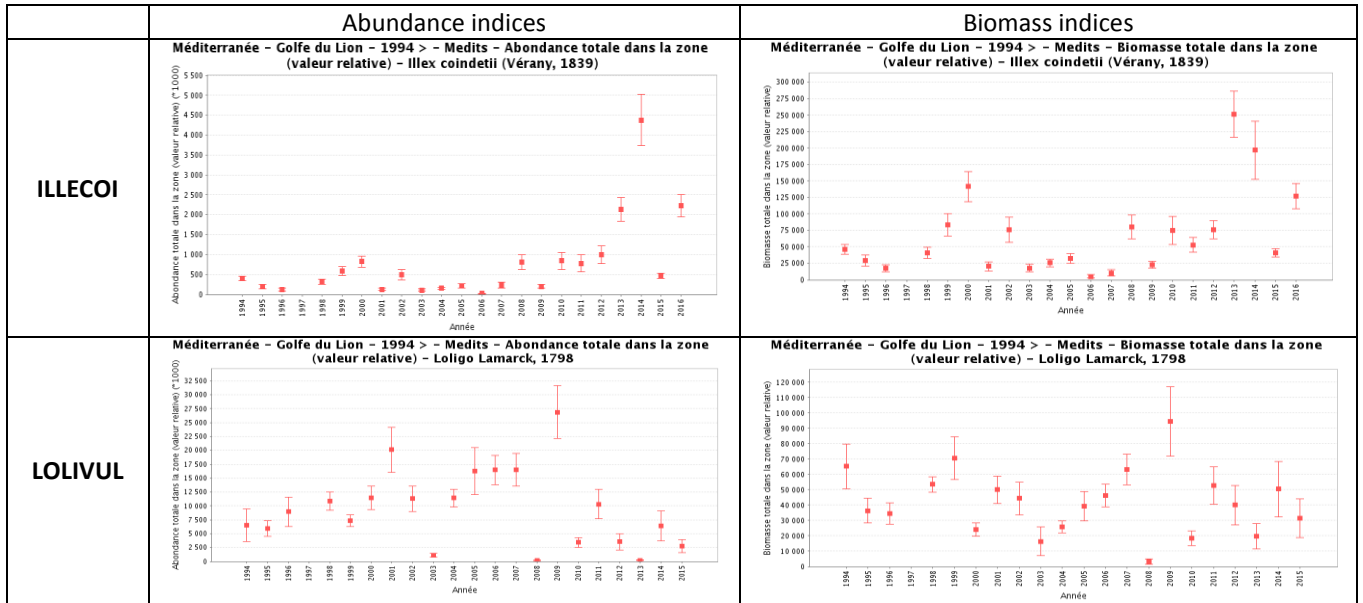 Abundance indices
Biomass indices
ILLECOI
Méditerranée - Golfe du Lion - 1994 > - Medits - Abondance totale dans la zone
(valeur relative) - Illex coindetii (Vérany, 1839)
Abondance totale dans la zone (valeur relative) (*1000)
5 500
5 000
4 500
4 000
3 500
3 000
2 500
2 000
1 500
1 000
500
0
1994 1995 1996 1997 1998 1999 2000 2001 2002 2003 2004 2005 2006 2007 2008 2009 2010 2011 2012 2013 2014 2015 2016
Année
Méditerranée - Golfe du Lion - 1994 > - Medits - Biomasse totale dans la zone
(valeur relative) - Illex coindetii (Vérany, 1839)
Biomasse totale dans la zone (valeur relative)
300 000
275 000
250 000
225 000
200 000
175 000
150 000
125 000
100 000
75 000
50 000
25 000
0
1994 1995 1996 1997 1998 1999 2000 2001 2002 2003 2004 2005 2006 2007 2008 2009 2010 2011 2012 2013 2014 2015 2016
Année
LOLIVUL
Méditerranée - Golfe du Lion - 1994 > - Medits - Abondance totale dans la zone
(valeur relative) - Loligo Lamarck, 1798
Abondance totale dans la zone (valeur relative) (*1000)
32 500
30 000
27 500
25 000
22 500
20 000
17 500
15 000
12 500
10 000
7 500
5 000
2 500
0
1994 1995 1996 1997 1998 1999 2000 2001 2002 2003 2004 2005 2006 2007 2008 2009 2010 2011 2012 2013 2014 2015
Année
Méditerranée - Golfe du Lion - 1994 > - Medits - Biomasse totale dans la zone
(valeur relative) - Loligo Lamarck, 1798
Biomasse totale dans la zone (valeur relative)
120 000
110 000
100 000
90 000
80 000
70 000
60 000
50 000
40 000
30 000
20 000
10 000
0
1994 1995 1996 1997 1998 1999 2000 2001 2002 2003 2004 2005 2006 2007 2008 2009 2010 2011 2012 2013 2014 2015
Année